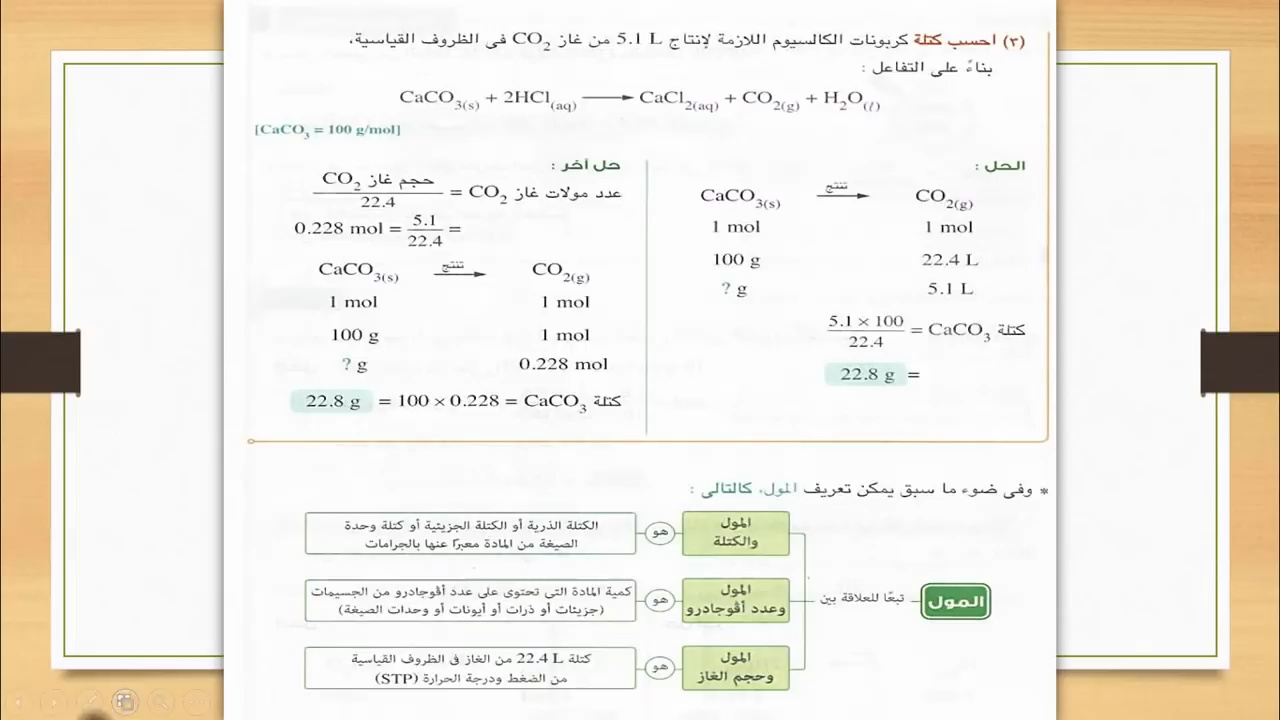 (٣) احسب كتلة كربونات الكالسيوم اللازمة لإنتاج 5.1 L من غاز CO₂ فى الظروف القياسية،
بناءً على التفاعل :
CaCO₃(s) + 2HCl(aq) ⟶ CaCl₂(aq) + CO₂(g) + H₂O(l)
[CaCO₃ = 100 g/mol]
الحل :
CaCO₃(s) تنتج ⟶ CO₂(g)
1 mol 1 mol
100 g 22.4 L
? g 5.1 L
كتلة CaCO₃ = 5.1 × 100 / 22.4
= 22.8 g
حل آخر :
عدد مولات غاز CO₂ = حجم غاز CO₂ / 22.4
= 5.1 / 22.4 = 0.228 mol
CaCO₃(s) تنتج ⟶ CO₂(g)
1 mol 1 mol
100 g 1 mol
? g 0.228 mol
كتلة CaCO₃ = 100 × 0.228 = 22.8 g
* وفى ضوء ما سبق يمكن تعريف المول، كالتالى :
المول
تبعًا للعلاقة بين
المول
والكتلة
هو
الكتلة الذرية أو الكتلة الجزيئية أو كتلة وحدة
الصيغة من المادة معبرًا عنها بالجرامات
المول
وعدد أڤوجادرو
هو
كمية المادة التى تحتوى على عدد أڤوجادرو من الجسيمات
(جزيئات أو ذرات أو أيونات أو وحدات الصيغة)
المول
وحجم الغاز
هو
كتلة 22.4 L من الغاز فى الظروف القياسية
من الضغط ودرجة الحرارة (STP)